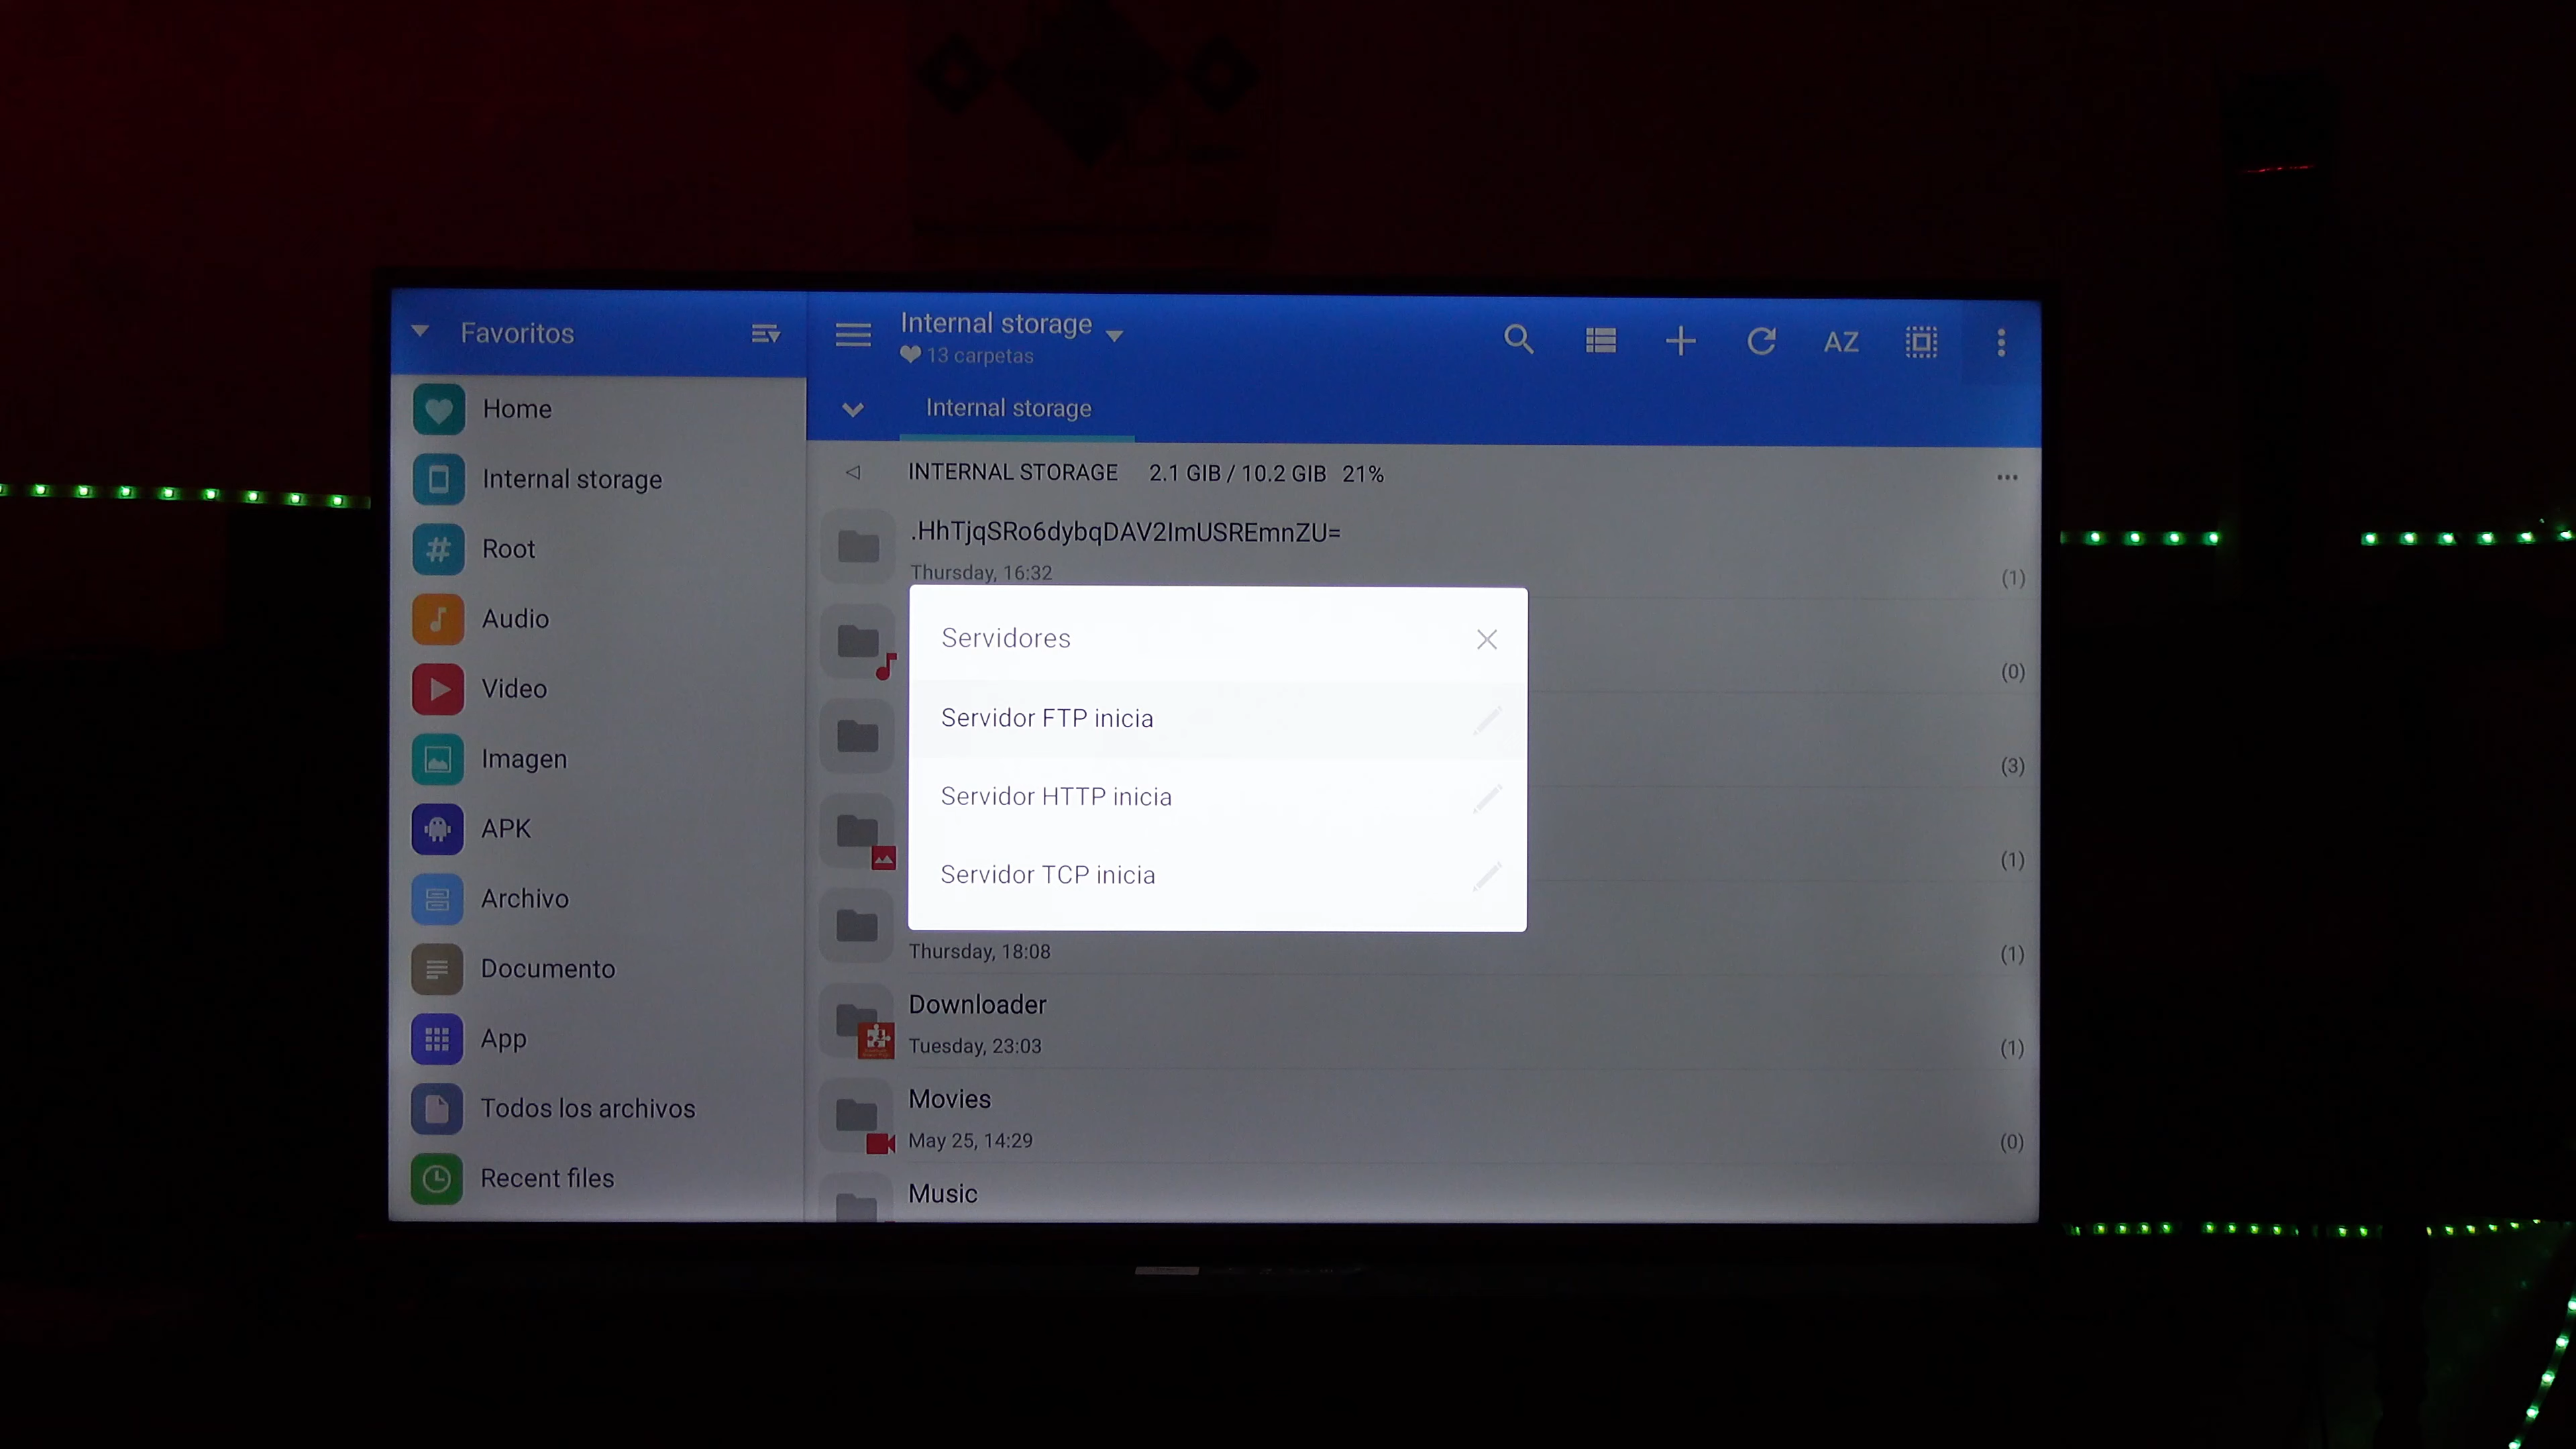 Favoritos
Home
Internal storage
Root
Audio
Video
Imagen
APK
Archivo
Documento
App
Todos los archivos
Recent files
Internal storage
13 carpetas
AZ
Internal storage
INTERNAL STORAGE 2.1 GIB / 10.2 GIB 21%
.HhTjqSRo6dybqDAV2ImUSREmnZU=
Thursday, 16:32
(1)
(0)
(3)
(1)
Servidores
Servidor FTP inicia
Servidor HTTP inicia
Servidor TCP inicia
Thursday, 18:08
(1)
Downloader
Tuesday, 23:03
(1)
Movies
May 25, 14:29
(0)
Music